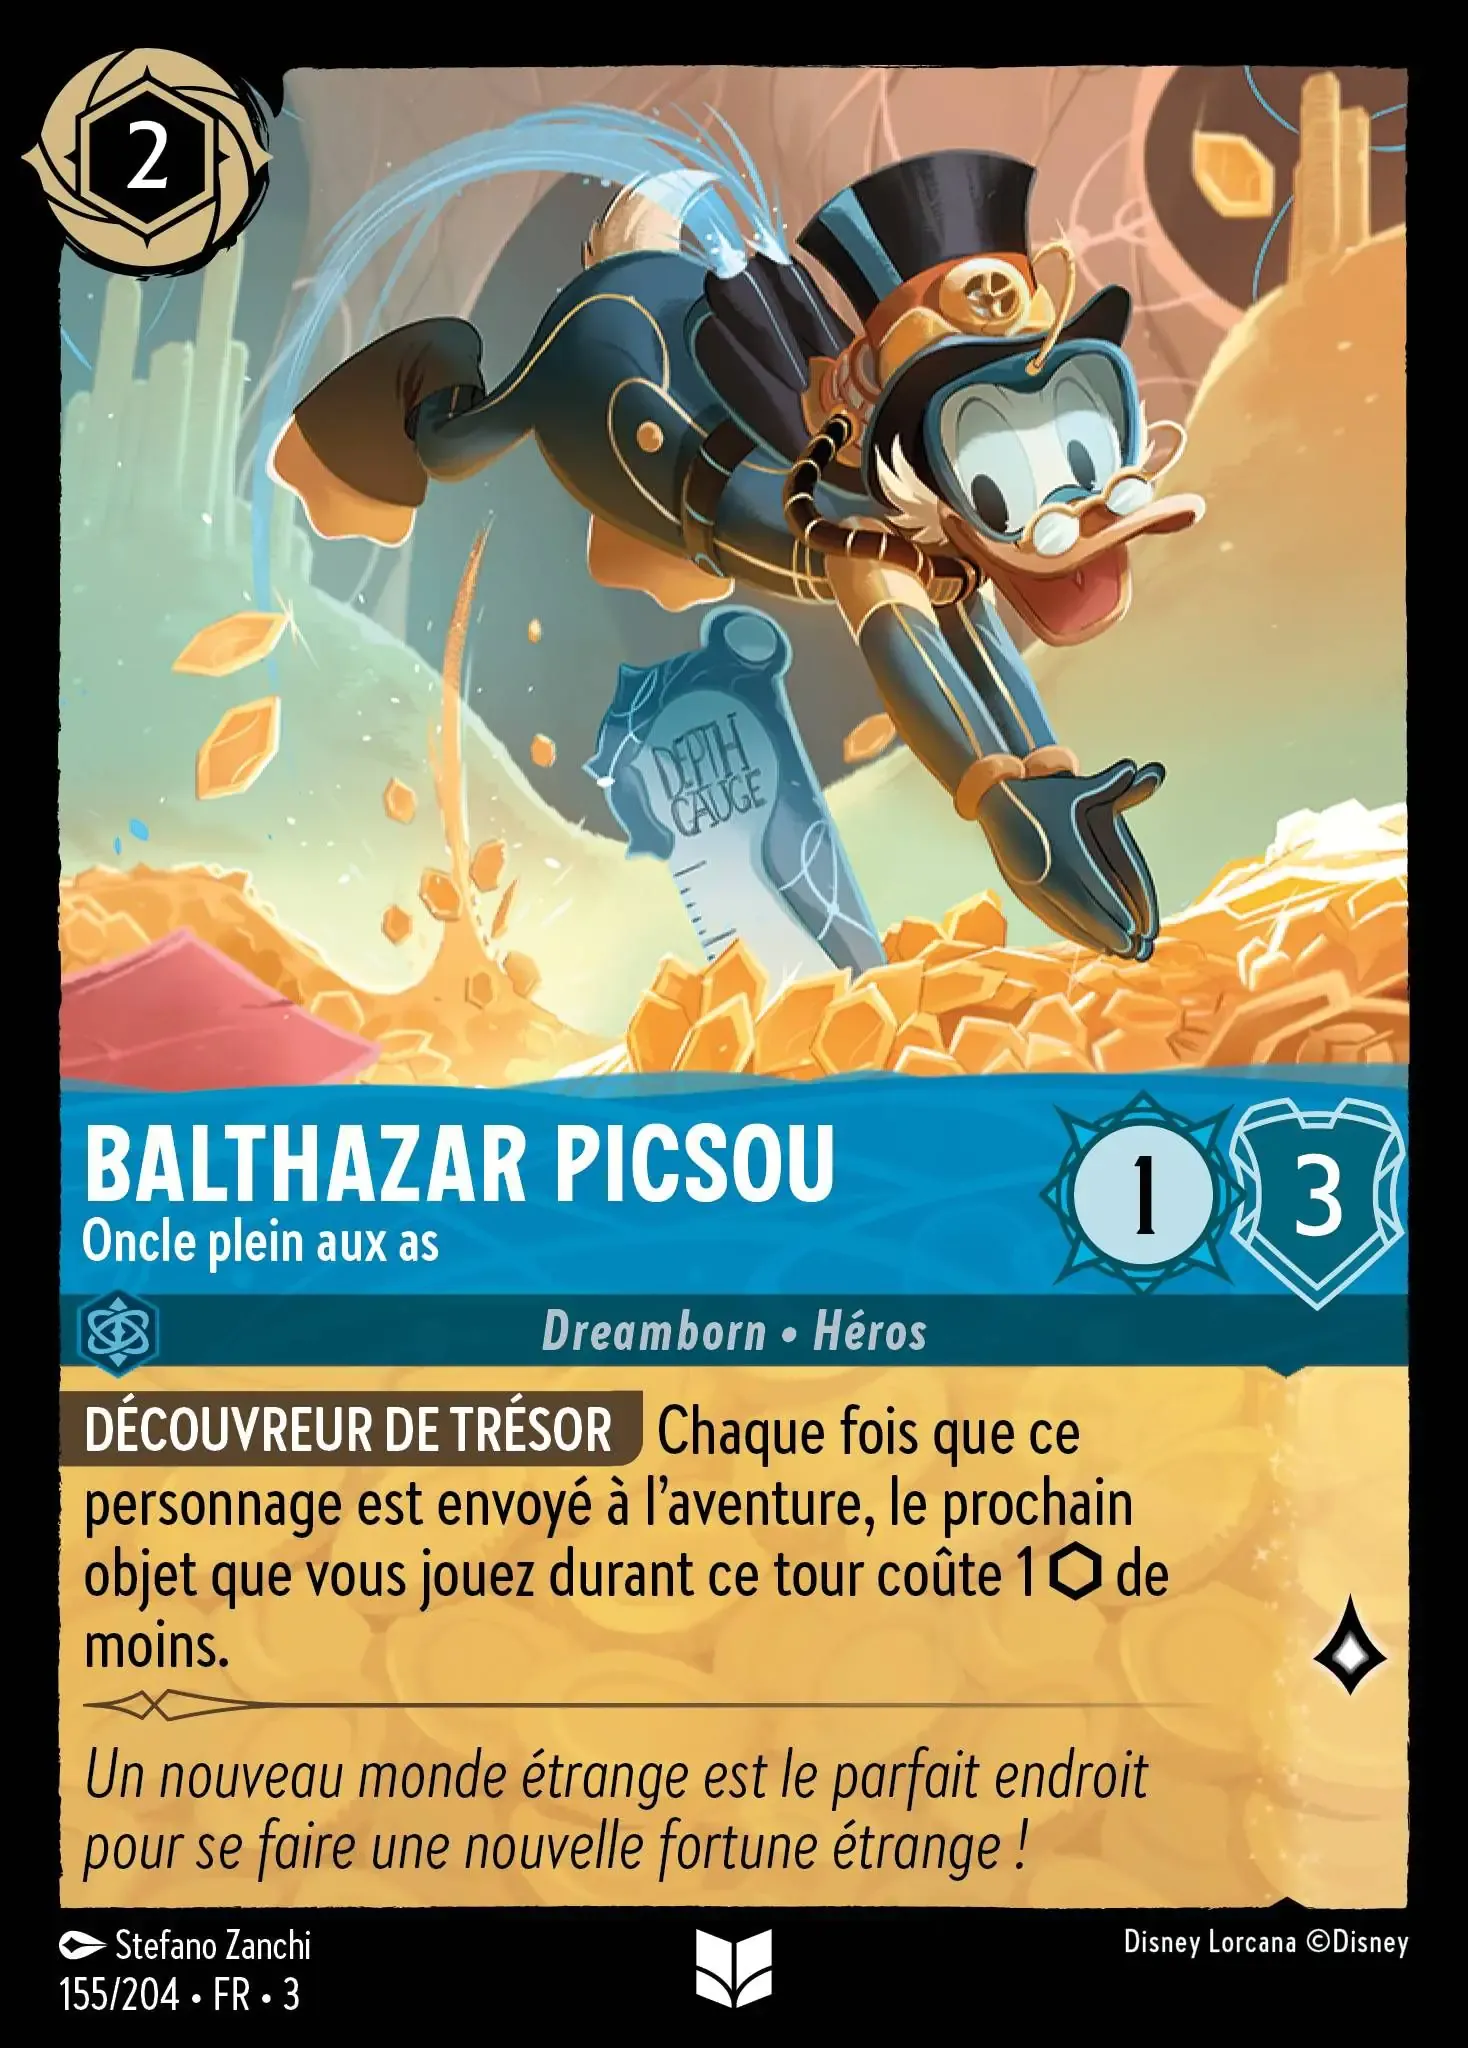 2
DEPTH
GAUGE
BALTHAZAR PICSOU
Oncle plein aux as
1
3
Dreamborn • Héros
DÉCOUVREUR DE TRÉSOR Chaque fois que ce
personnage est envoyé à l’aventure, le prochain
objet que vous jouez durant ce tour coûte 1 ⬡ de
moins.
Un nouveau monde étrange est le parfait endroit
pour se faire une nouvelle fortune étrange !
Stefano Zanchi
Disney Lorcana ©Disney
155/204 • FR • 3